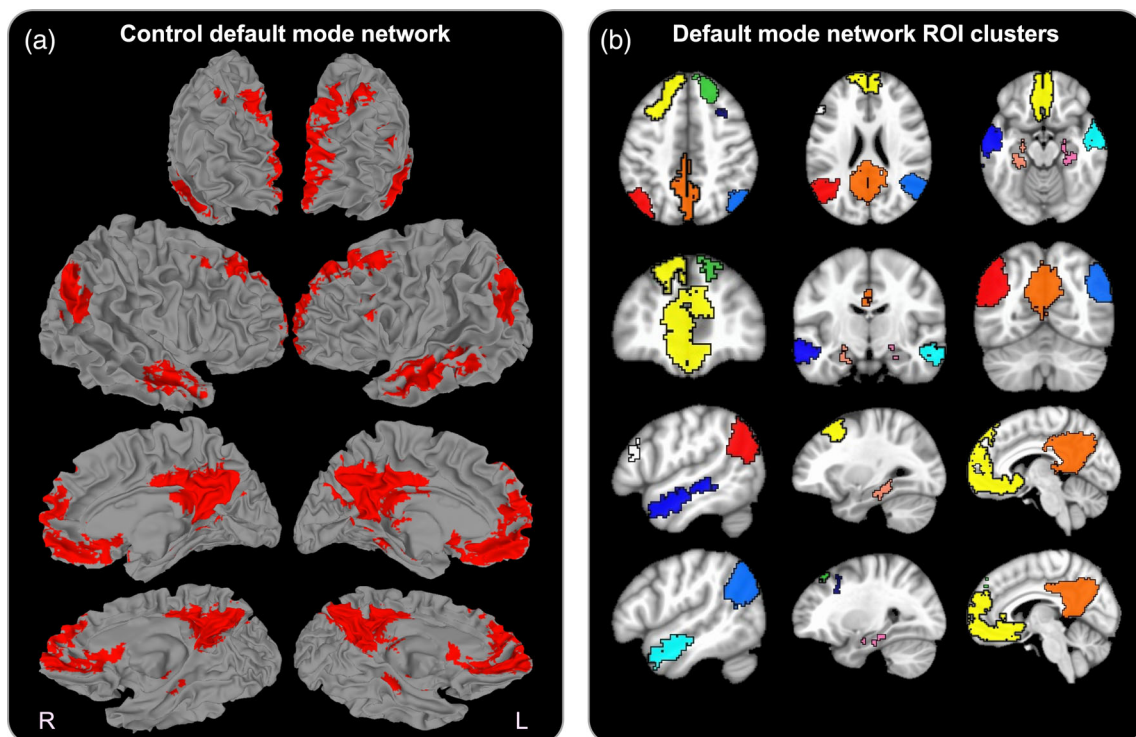 (a) Control default mode network
R L
(b) Default mode network ROI clusters